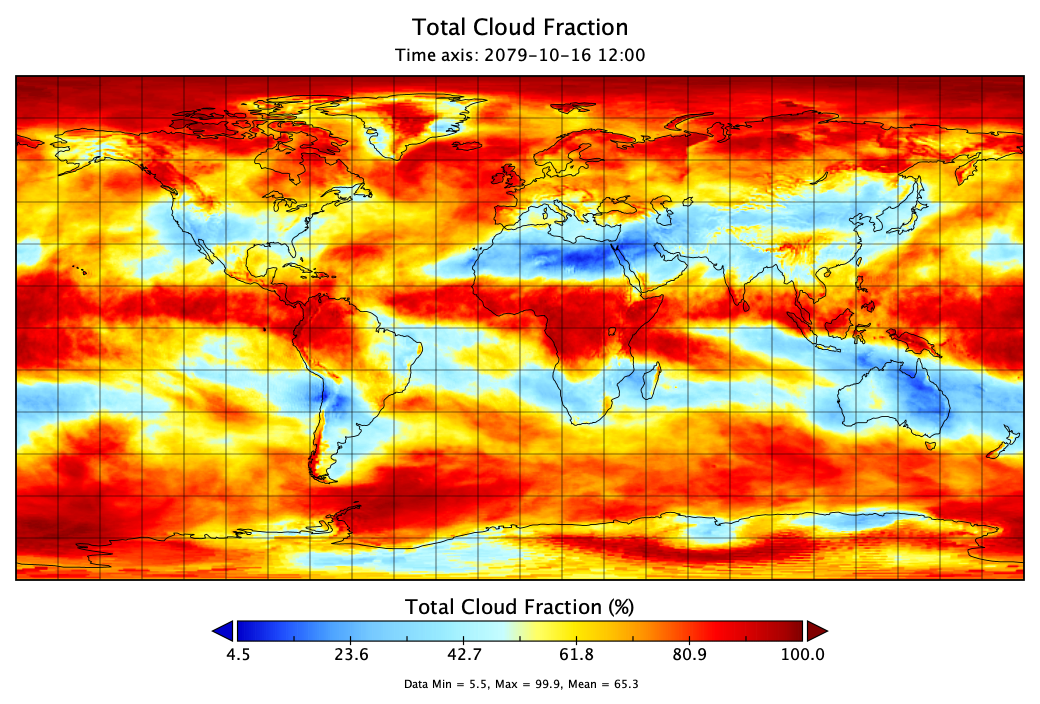 Total Cloud Fraction
Time axis: 2079-10-16 12:00
Total Cloud Fraction (%)
4.5 23.6 42.7 61.8 80.9 100.0
Data Min = 5.5, Max = 99.9, Mean = 65.3